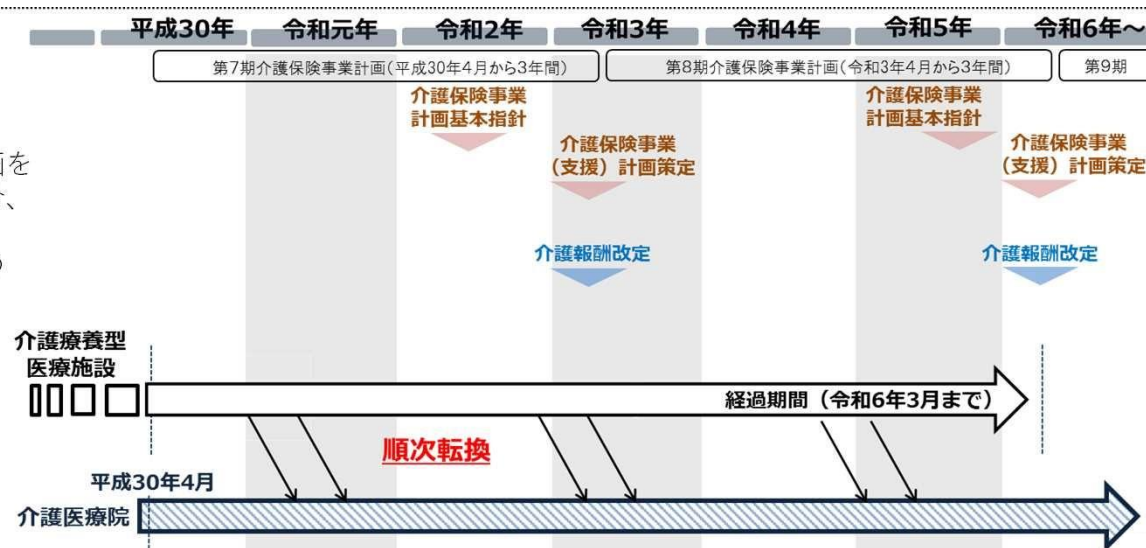 平成30年 令和元年 令和2年 令和3年 令和4年 令和5年 令和6年～
第7期介護保険事業計画(平成30年4月から3年間) 第8期介護保険事業計画(令和3年4月から3年間) 第9期
介護保険事業
計画基本指針
介護保険事業
(支援)計画策定
介護保険事業
計画基本指針
介護保険事業
(支援)計画策定
画を
介護報酬改定
介護報酬改定
介護療養型
医療施設
経過期間(令和6年3月まで)
順次転換
平成30年4月
介護医療院